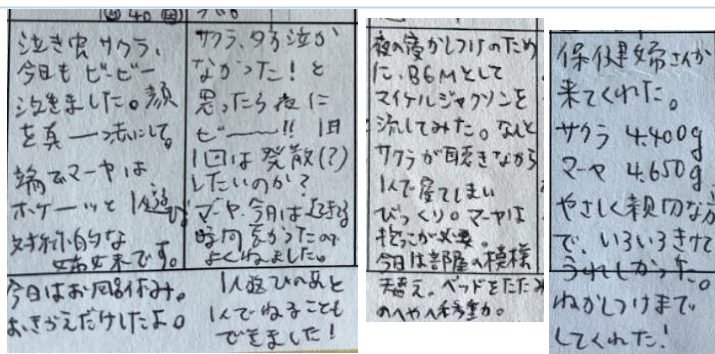 40
泣き虫サクラ、
今日もビービー
泣きました。顔
を真一っ赤にして。
端でマーヤは
ボケーッと1人遊び。
対称的な
姉妹です。
今日はお風呂休み。
おきがえだけしたよ。
サクラ、夕方泣か
なかった!と
思ったら夜に
ビー――!! 1日
1回は発散(?)
したいのか?
マーヤ、今日は起きてる
時間長かったので
よくねました。
1人遊びのあと
1人でねることも
できました!
夜の寝かしつけのため
に、BGMとして
マイケルジャクソンを
流してみた。なんと
サクラが聴きながら
1人で寝てしまい
びっくり。マーヤは
抱っこが必要。
今日は部屋の模様
替え。ベッドをたたみ
のへやへ移動。
保健婦さんが
来てくれた。
サクラ 4.400g
マーヤ 4.650g
やさしく親切な方
で、いろいろきけて
うれしかった。
ねかしつけまで
してくれた!